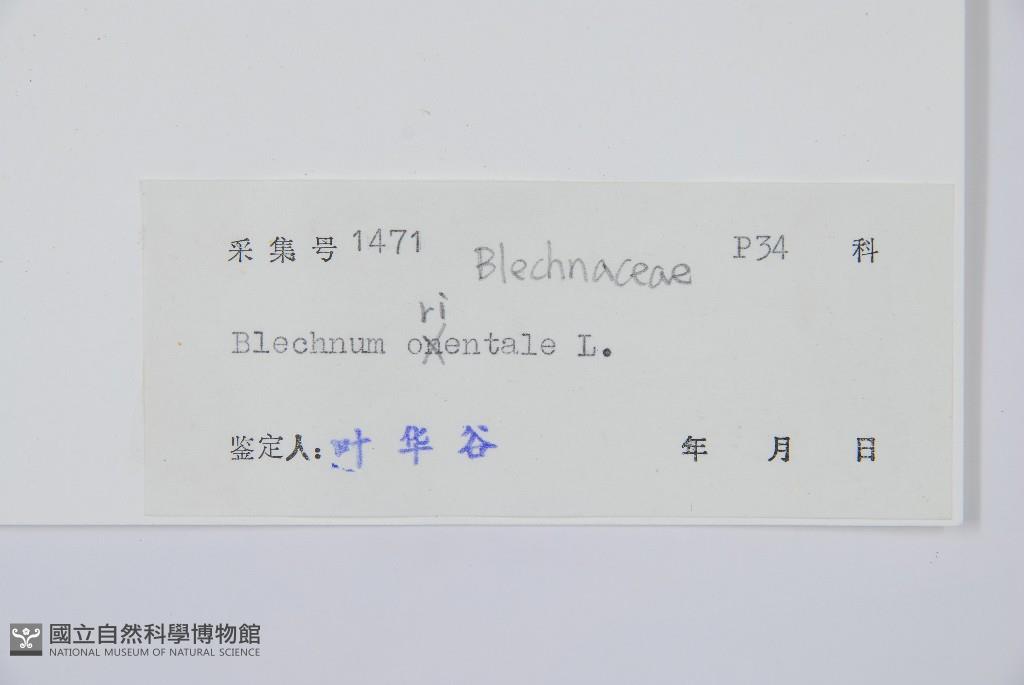 采集号 1471 Blechnaceae P34 科
ri
Blechnum onentale L.
鉴定人: 叶华谷 年 月 日
國立自然科學博物館
NATIONAL MUSEUM OF NATURAL SCIENCE